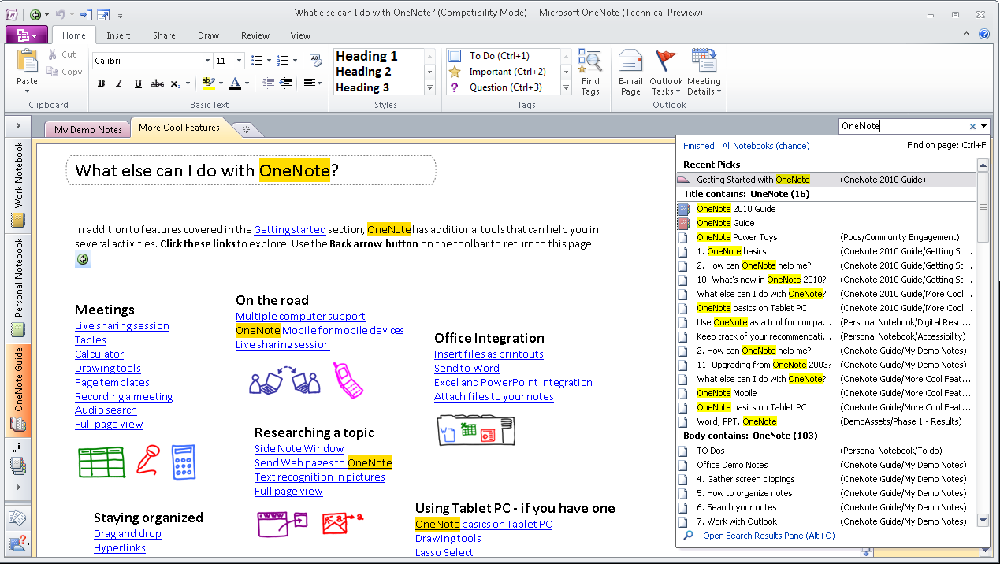 What else can I do with OneNote? (Compatibility Mode) - Microsoft OneNote (Technical Preview)
Home Insert Share Draw Review View
Paste
Cut
Copy
Clipboard
Calibri 11
B I U abc x₂ ab A
Basic Text
Heading 1
Heading 2
Heading 3
Styles
To Do (Ctrl+1)
Important (Ctrl+2)
Question (Ctrl+3)
Tags
Find Tags
E-mail Page
Outlook Tasks
Meeting Details
Outlook
My Demo Notes
More Cool Features
OneNote
Work Notebook
Personal Notebook
OneNote Guide
What else can I do with OneNote?
In addition to features covered in the Getting started section, OneNote has additional tools that can help you in
several activities. Click these links to explore. Use the Back arrow button on the toolbar to return to this page:
Meetings
Live sharing session
Tables
Calculator
Drawing tools
Page templates
Recording a meeting
Audio search
Full page view
Staying organized
Drag and drop
Hyperlinks
On the road
Multiple computer support
OneNote Mobile for mobile devices
Live sharing session
Researching a topic
Side Note Window
Send Web pages to OneNote
Text recognition in pictures
Full page view
www
a a
Office Integration
Insert files as printouts
Send to Word
Excel and PowerPoint integration
Attach files to your notes
W
Using Tablet PC - if you have one
OneNote basics on Tablet PC
Drawing tools
Lasso Select
Finished: All Notebooks (change) Find on page: Ctrl+F
Recent Picks
Getting Started with OneNote (OneNote 2010 Guide)
Title contains: OneNote (16)
OneNote 2010 Guide
OneNote Guide
OneNote Power Toys (Pods/Community Engagement)
1. OneNote basics (OneNote 2010 Guide/Getting St...
2. How can OneNote help me? (OneNote 2010 Guide/Getting St...
10. What's new in OneNote 2010? (OneNote 2010 Guide/Getting St...
What else can I do with OneNote? (OneNote 2010 Guide/More Cool...
OneNote basics on Tablet PC (OneNote 2010 Guide/More Cool...
Use OneNote as a tool for compa... (Personal Notebook/Digital Reso...
Keep track of your recommendati... (Personal Notebook/Accessibility)
2. How can OneNote help me? (OneNote Guide/My Demo Notes)
11. Upgrading from OneNote 2003? (OneNote Guide/My Demo Notes)
What else can I do with OneNote? (OneNote Guide/More Cool Feat...
OneNote Mobile (OneNote Guide/More Cool Feat...
OneNote basics on Tablet PC (OneNote Guide/More Cool Feat...
Word, PPT, OneNote (DemoAssets/Phase 1 - Results)
Body contains: OneNote (103)
TO Dos (Personal Notebook/To do)
Office Demo Notes (OneNote Guide/My Demo Notes)
4. Gather screen clippings (OneNote Guide/My Demo Notes)
5. How to organize notes (OneNote Guide/My Demo Notes)
6. Search your notes (OneNote Guide/My Demo Notes)
7. Work with Outlook (OneNote Guide/My Demo Notes)
Open Search Results Pane (Alt+O)